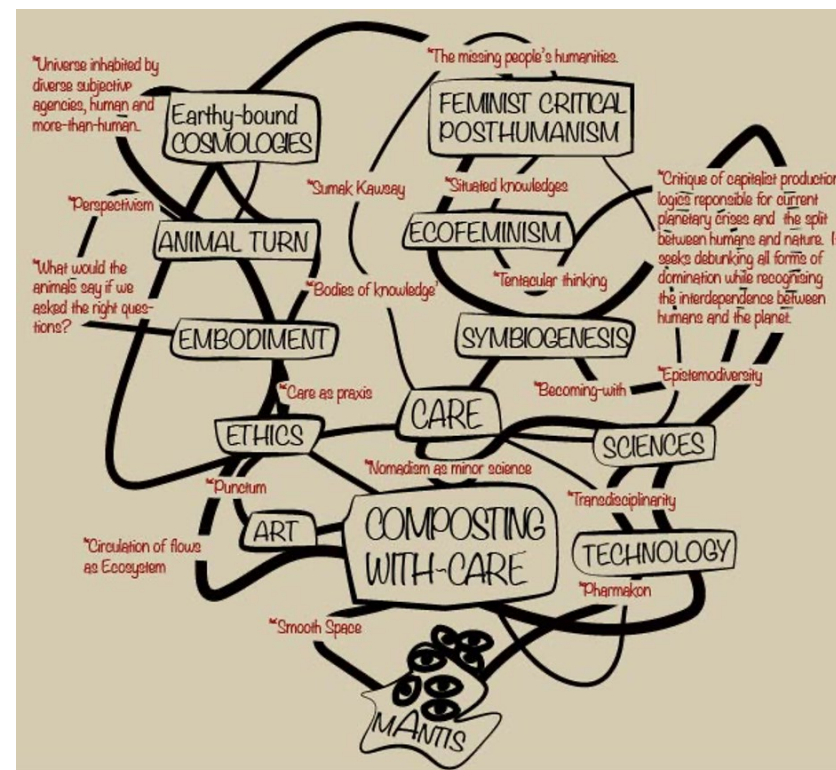 "The missing people's humanities.
"Universe inhabited by
diverse subjective
agencies, human and
more-than-human.
Earthy-bound
COSMOLOGIES
FEMINIST CRITICAL
POSTHUMANISM
"Sumak Kawsay
"Situated knowledges
"Critique of capitalist production
logics reponsible for current
planetary crises and the split
between humans and nature. I
seeks debunking all forms of
domination while recognising
the interdependence between
humans and the planet.
"Perspectivism
ANIMAL TURN
ECOFEMINISM
"What would the
animals say if we
asked the right ques-
tions?
"Bodies of knowledge'
"Tentacular thinking
EMBODIMENT
SYMBIOGENESIS
"Care as praxis
"Becoming-with
"Epistemodiversity
CARE
ETHICS
SCIENCES
"Nomadism as minor science
"Punctum
"Transdisciplinarity
ART
COMPOSTING
WITH-CARE
TECHNOLOGY
"Circulation of flows
as Ecosystem
"Pharmakon
"Smooth Space
MANTIS